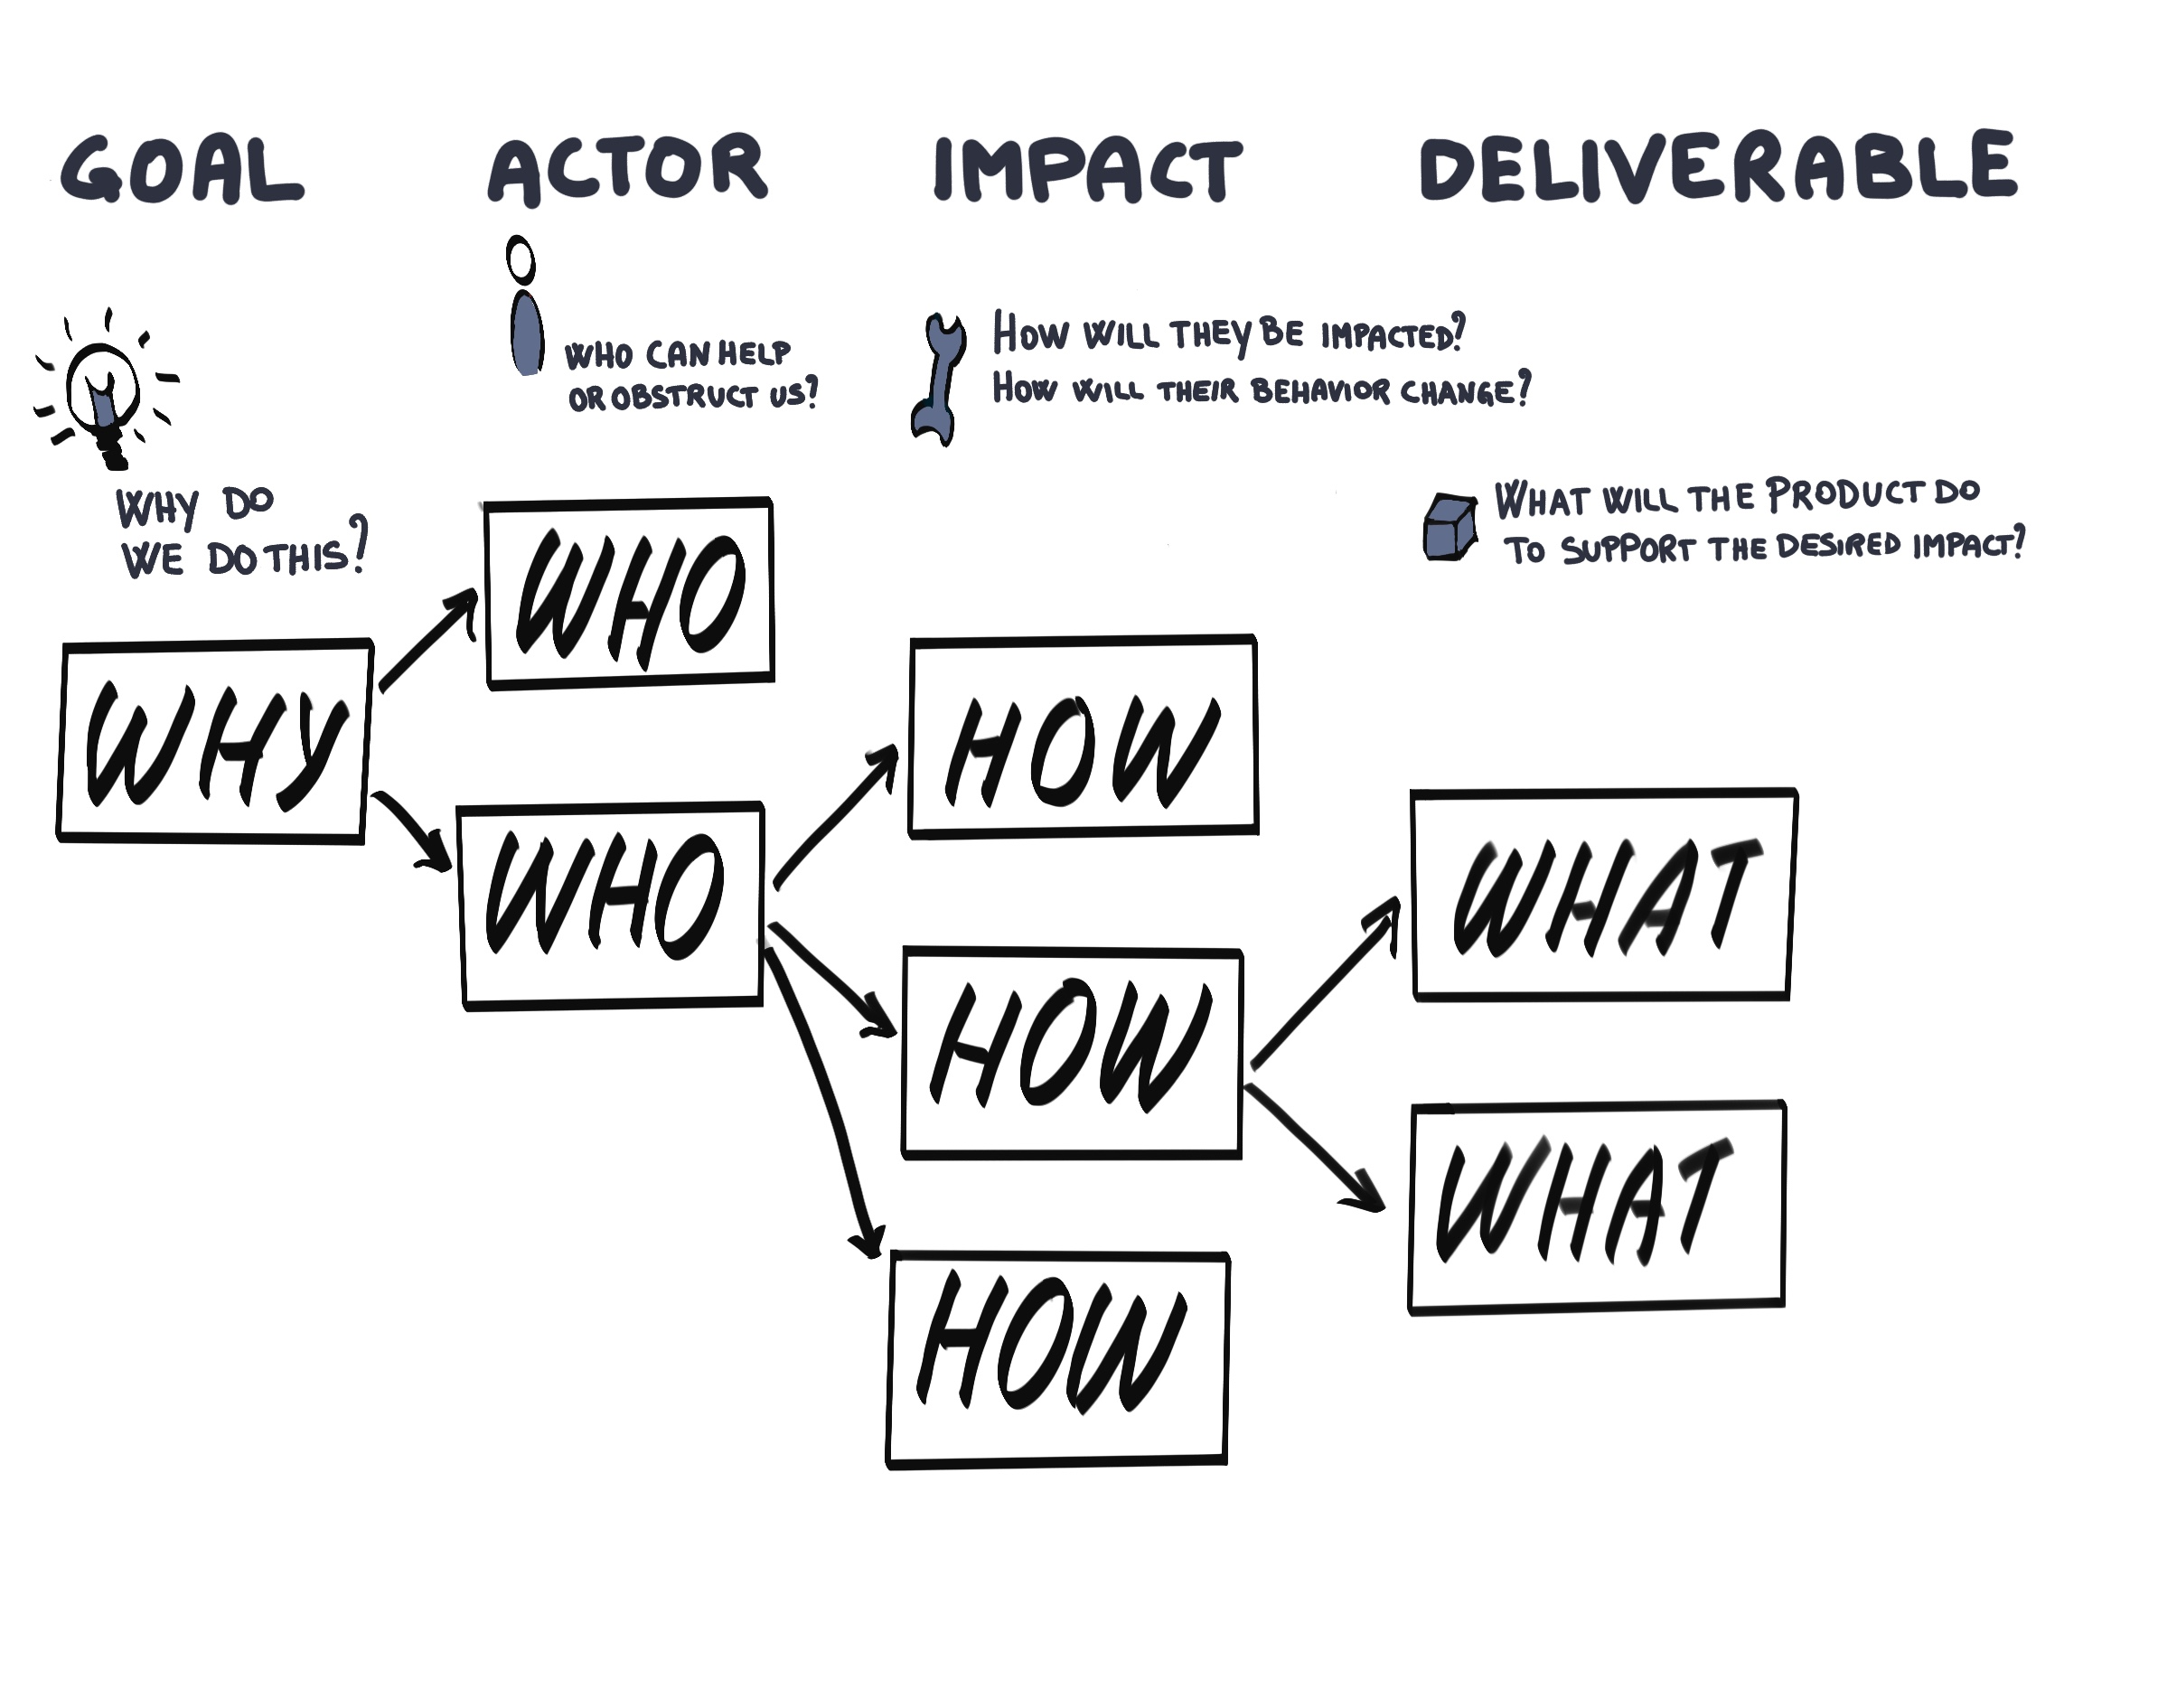 GOAL
ACTOR
IMPACT
DELIVERABLE
WHY DO
WE DO THIS?
WHO CAN HELP
OR OBSTRUCT US?
HOW WILL THEY BE IMPACTED?
HOW WILL THEIR BEHAVIOR CHANGE?
WHAT WILL THE PRODUCT DO
TO SUPPORT THE DESIRED IMPACT?
WHY
WHO
WHO
HOW
HOW
HOW
WHAT
WHAT